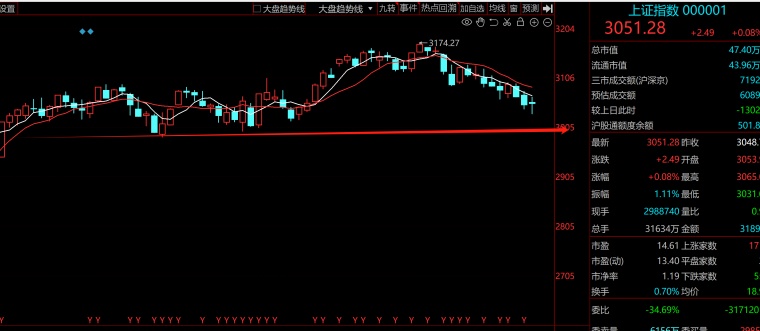 设置
大盘趋势线 大盘趋势线 九转 事件 热点回溯 加自选 均线 窗 预测
3174.27
3204
3106
3005
2905
2805
2705
上证指数 000001
3051.28 +2.49 +0.08%
总市值 47.40万
流通市值 43.96万
三市成交额(沪深京) 7192
预估成交额 6089
较上日此时 -1302
沪股通额度余额 501.8
最新 3051.28 昨收 3048.
涨跌 +2.49 开盘 3053.
涨幅 +0.08% 最高 3065.
振幅 1.11% 最低 3031.
现手 2988740 量比 0.
总手 31634万 金额 3189
市盈 14.61 上涨家数 17
市盈(动) 13.40 平盘家数
市净率 1.19 下跌家数 5
换手 0.70% 均价 18.
委比 -34.69% -317120